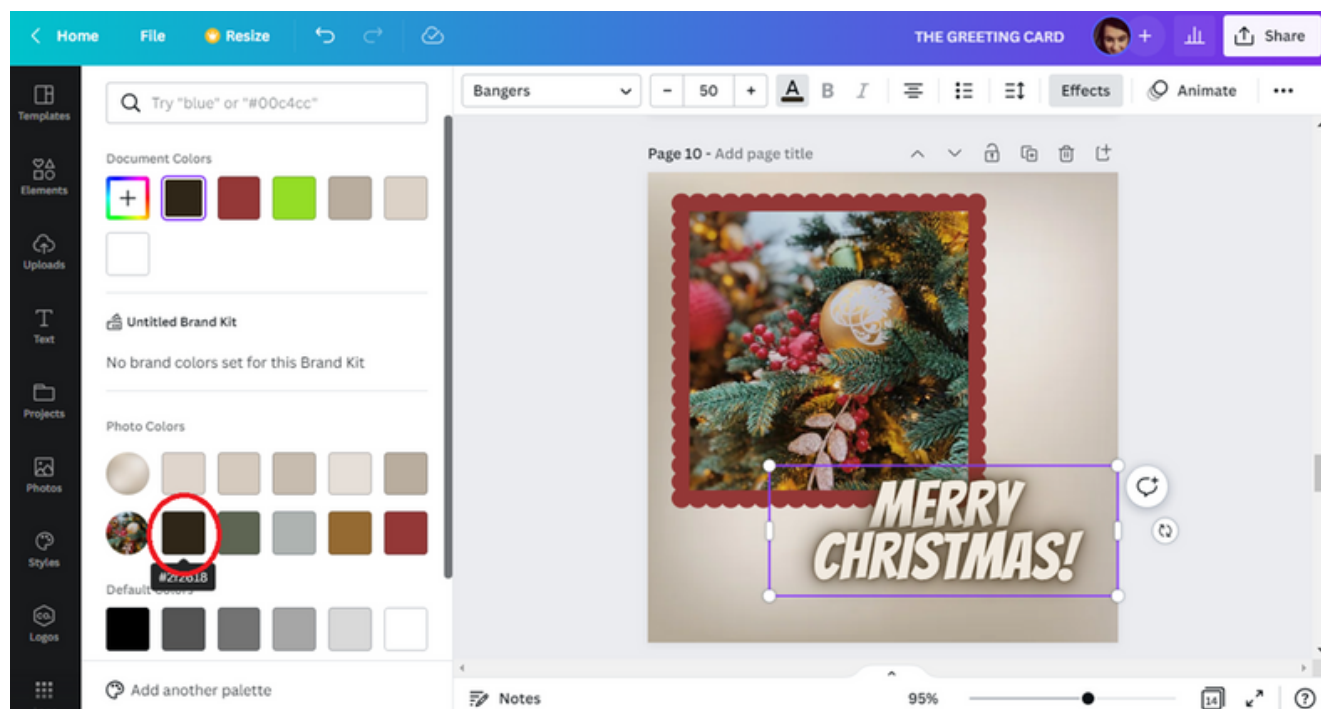 Home File Resize THE GREETING CARD + Share
Templates
Elements
Uploads
Text
Projects
Photos
Styles
CO.
Logos
Try "blue" or "#00c4cc"
Document Colors
+
Untitled Brand Kit
No brand colors set for this Brand Kit
Photo Colors
#2f2618
Default Colors
Add another palette
Bangers - 50 + A B I Effects Animate
Page 10 - Add page title
MERRY
CHRISTMAS!
Notes 95% 14 ?